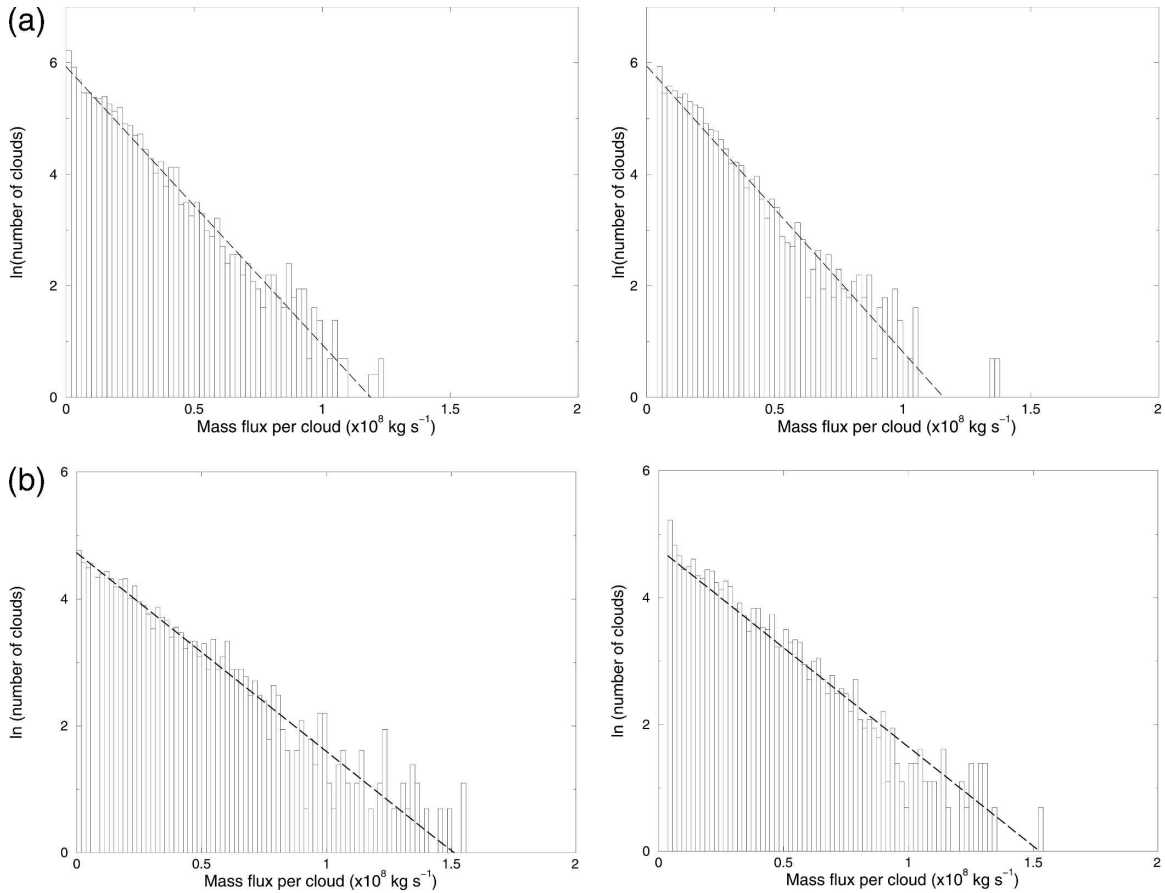 (a)
6
4
2
0
ln(number of clouds)
0 0.5 1 1.5 2
Mass flux per cloud (x10⁸ kg s⁻¹)
6
4
2
0
ln(number of clouds)
0 0.5 1 1.5 2
Mass flux per cloud (x10⁸ kg s⁻¹)
(b)
6
4
2
0
ln (number of clouds)
0 0.5 1 1.5 2
Mass flux per cloud (x10⁸ kg s⁻¹)
6
4
2
0
ln (number of clouds)
0 0.5 1 1.5 2
Mass flux per cloud (x10⁸ kg s⁻¹)